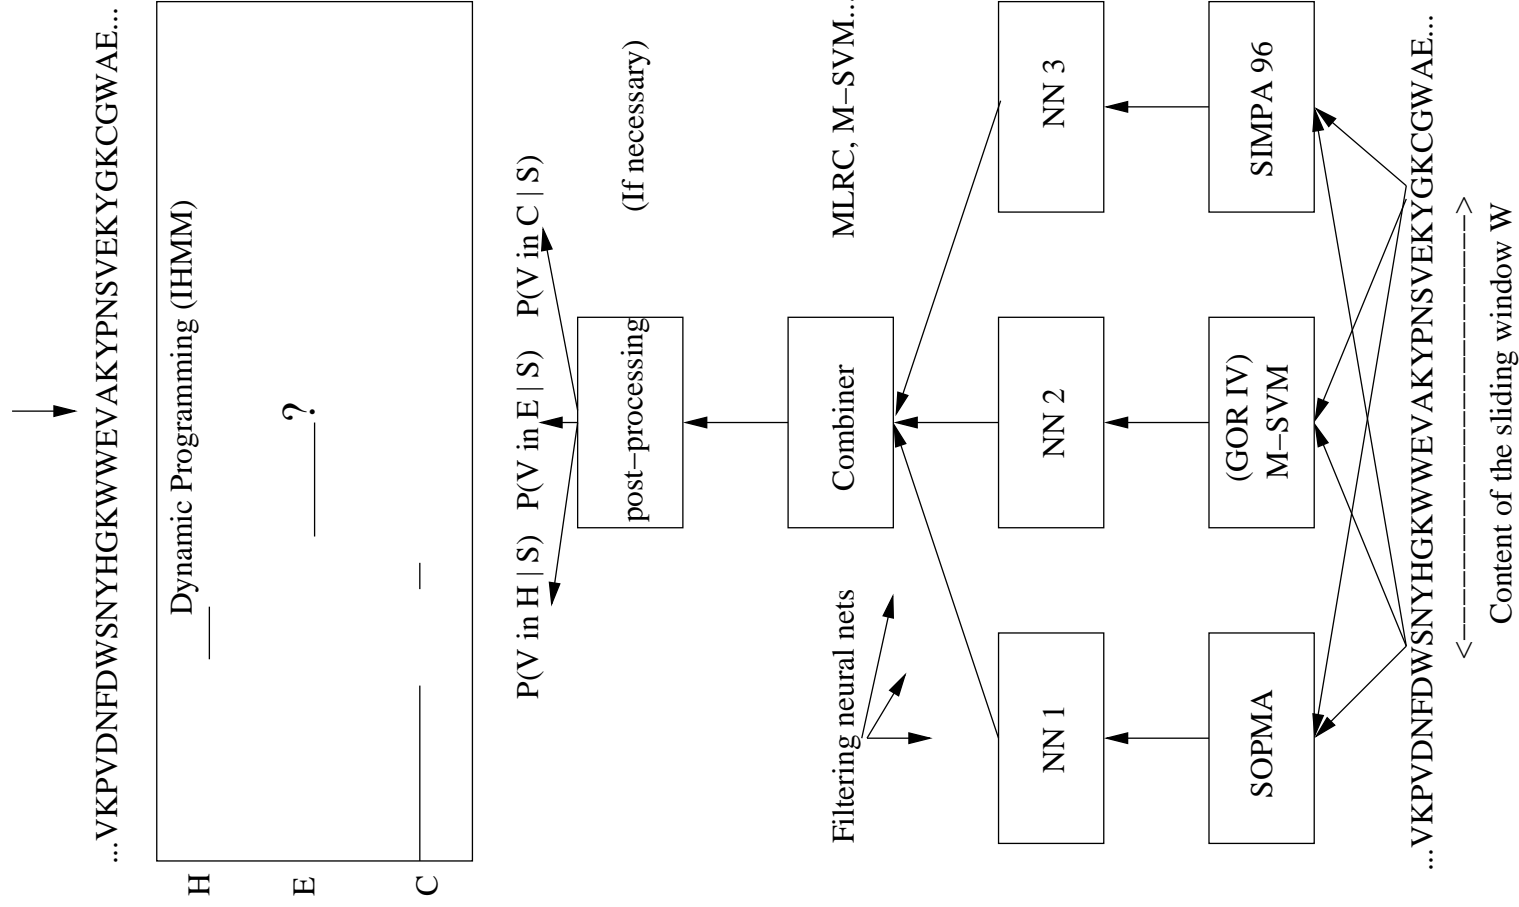 ...VKPVDNFDWSNYHGKWWEVAKYPNSVEKYGKCGWAE...
Dynamic Programming (IHMM)
H
E
?
C
P(V in H | S) P(V in E | S) P(V in C | S)
post−processing
(If necessary)
Filtering neural nets
Combiner
MLRC, M−SVM...
NN 1
NN 2
NN 3
SOPMA
(GOR IV)
M−SVM
SIMPA 96
...VKPVDNFDWSNYHGKWWEVAKYPNSVEKYGKCGWAE...
<−−−−−−−−−−−−−−−−−>
Content of the sliding window W